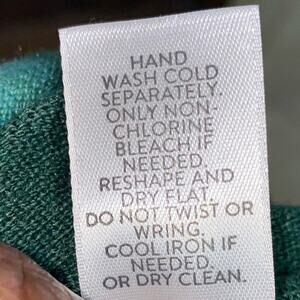 HAND
WASH COLD
SEPARATELY.
ONLY NON-
CHLORINE
BLEACH IF
NEEDED.
RESHAPE AND
DRY FLAT.
DO NOT TWIST OR
WRING.
COOL IRON IF
NEEDED.
OR DRY CLEAN.